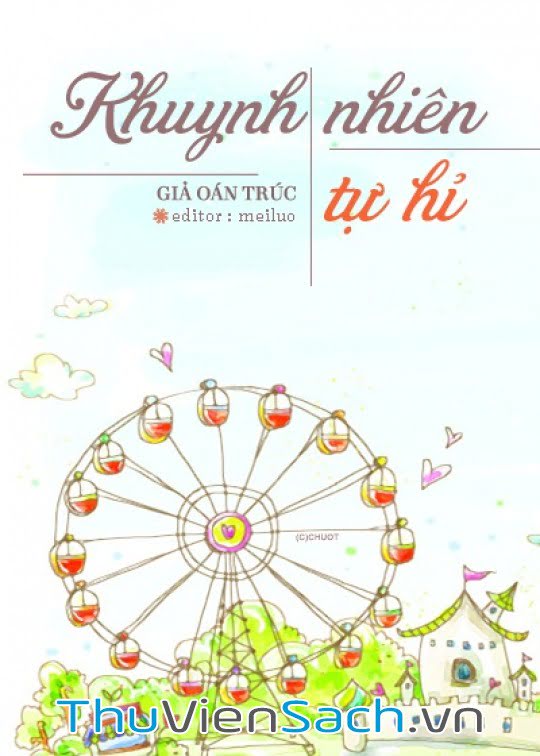 Khuynh nhiên
tự hỉ
GIẢ OÁN TRÚC
editor : meiluo
(C)CHUOT
ThuVienSach.vn